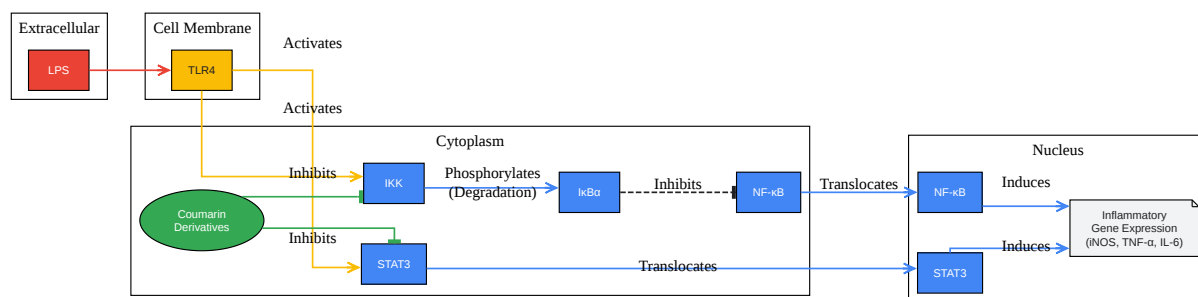 Extracellular
LPS
Cell Membrane
TLR4
Activates
Activates
Cytoplasm
Inhibits
IKK
Phosphorylates
(Degradation)
IκBα
Inhibits
NF-κB
Translocates
Coumarin
Derivatives
Inhibits
STAT3
Translocates
Nucleus
NF-κB
Induces
STAT3
Induces
Inflammatory
Gene Expression
(iNOS, TNF-α, IL-6)